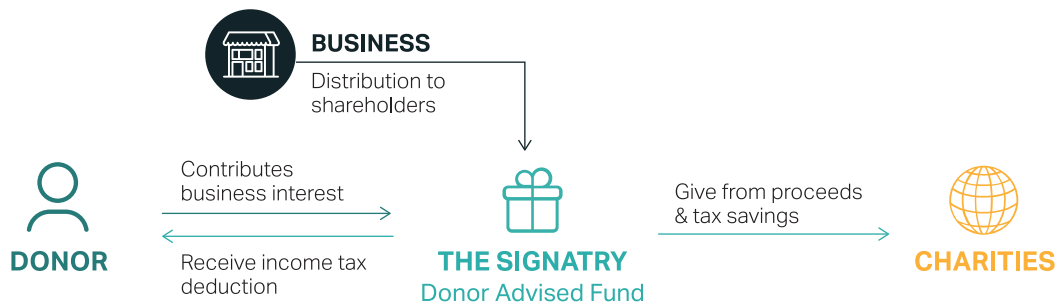 BUSINESS
Distribution to
shareholders
Contributes
business interest
Give from proceeds
& tax savings
DONOR
Receive income tax
deduction
THE SIGNATRY
Donor Advised Fund
CHARITIES